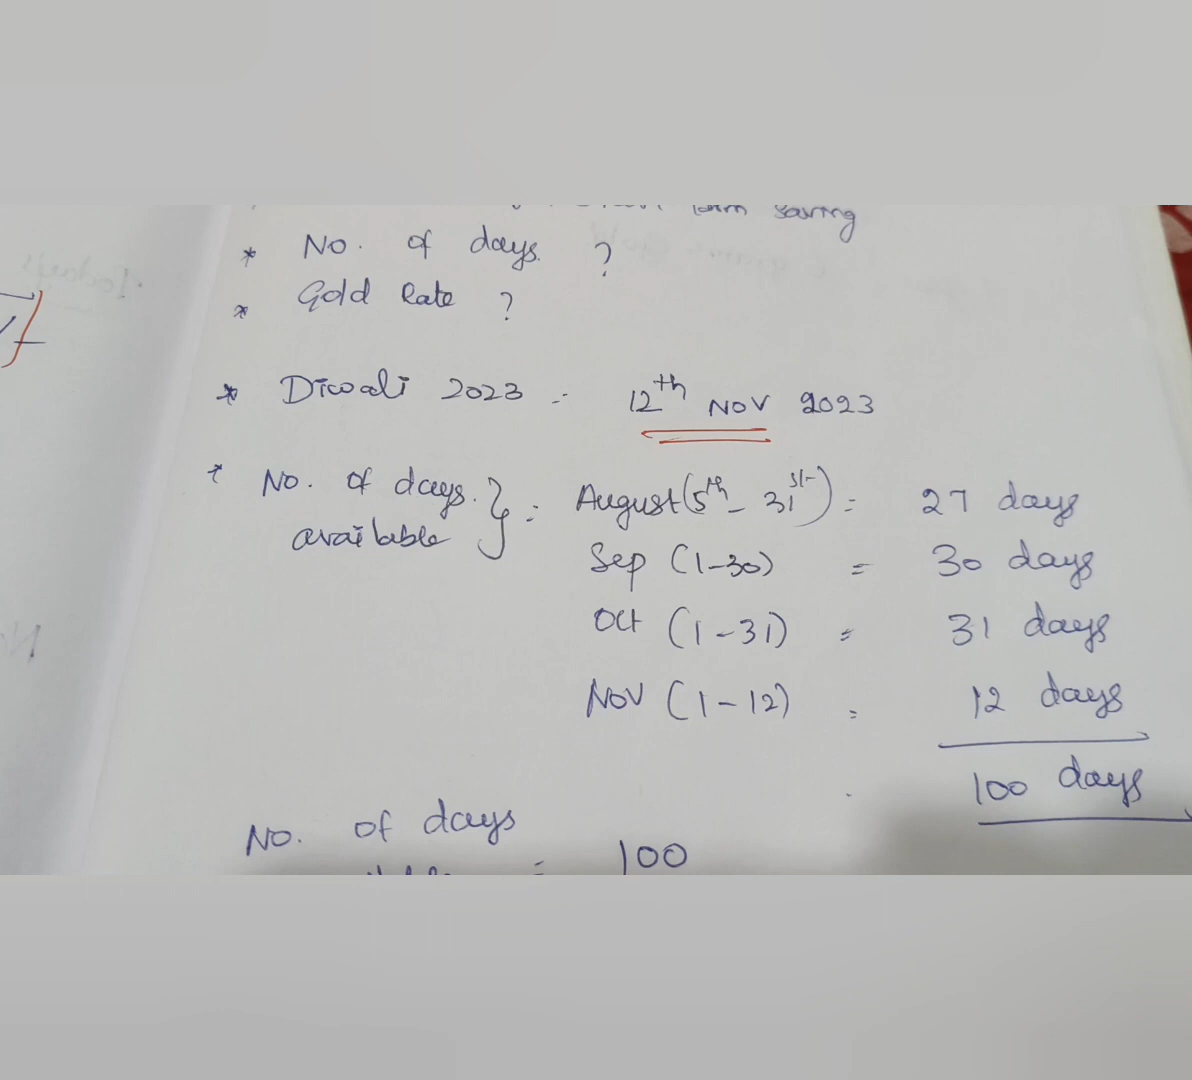 term saving
* No. of days. ?
* Gold Rate ?
* Diwali 2023 :- 12th NOV 2023
* No. of days. available } : August (5th - 31st) = 27 days
Sep (1-30) = 30 days
Oct (1-31) = 31 days
NOV (1-12) = 12 days
100 days
No. of days
= 100